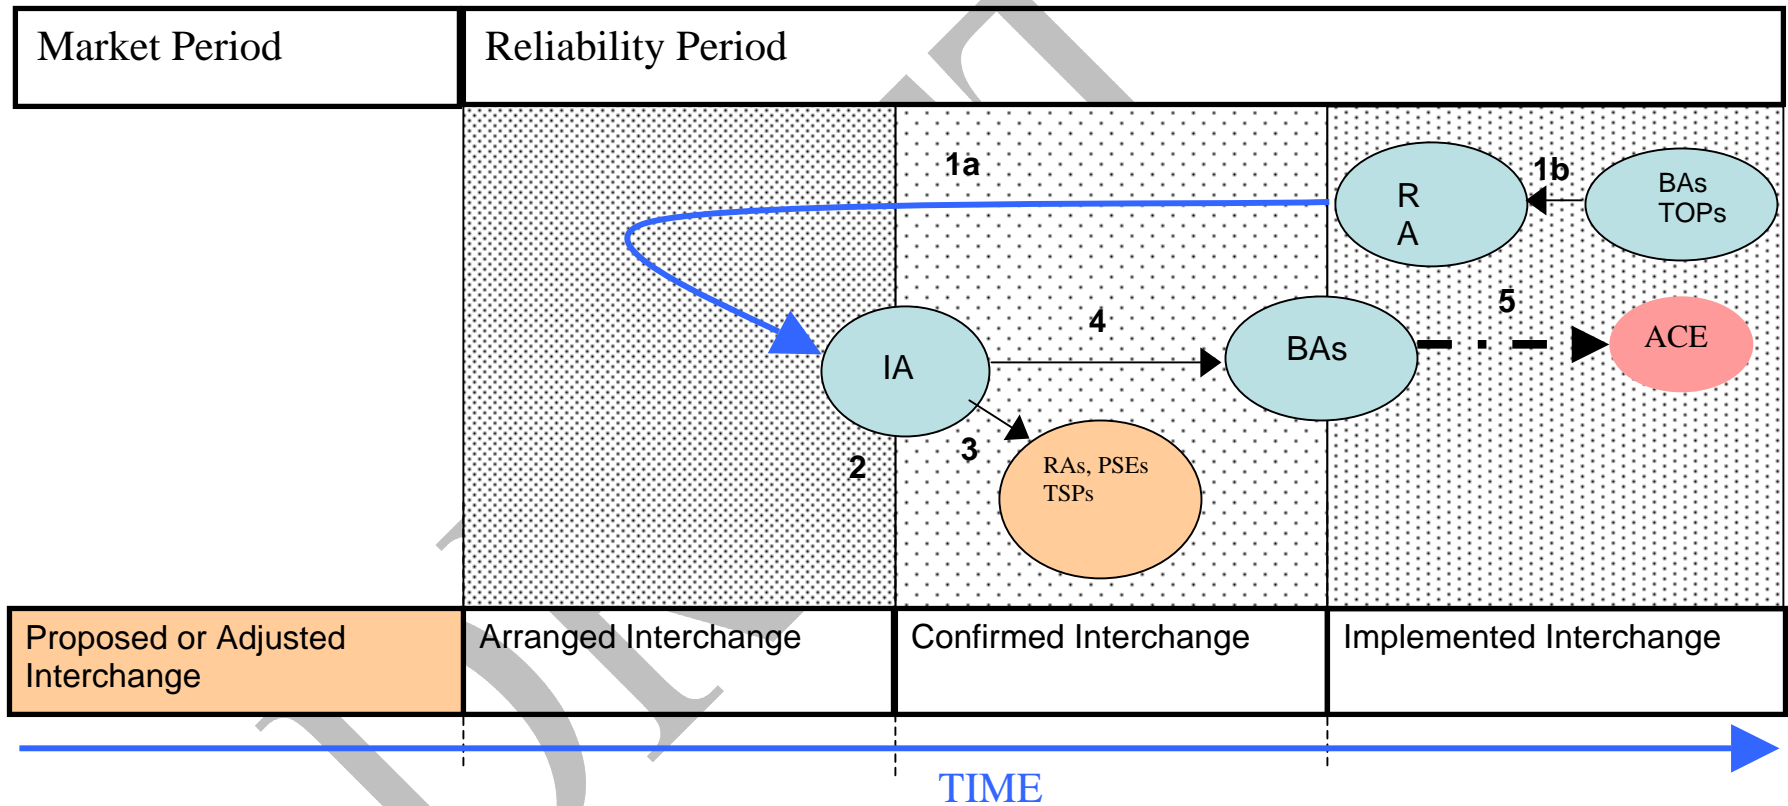 Market Period
Reliability Period
1a
1b
R
A
BAs
TOPs
5
4
ACE
BAs
IA
3
2
RAs, PSEs
TSPs
Proposed or Adjusted
Interchange
Arranged Interchange
Confirmed Interchange
Implemented Interchange
TIME